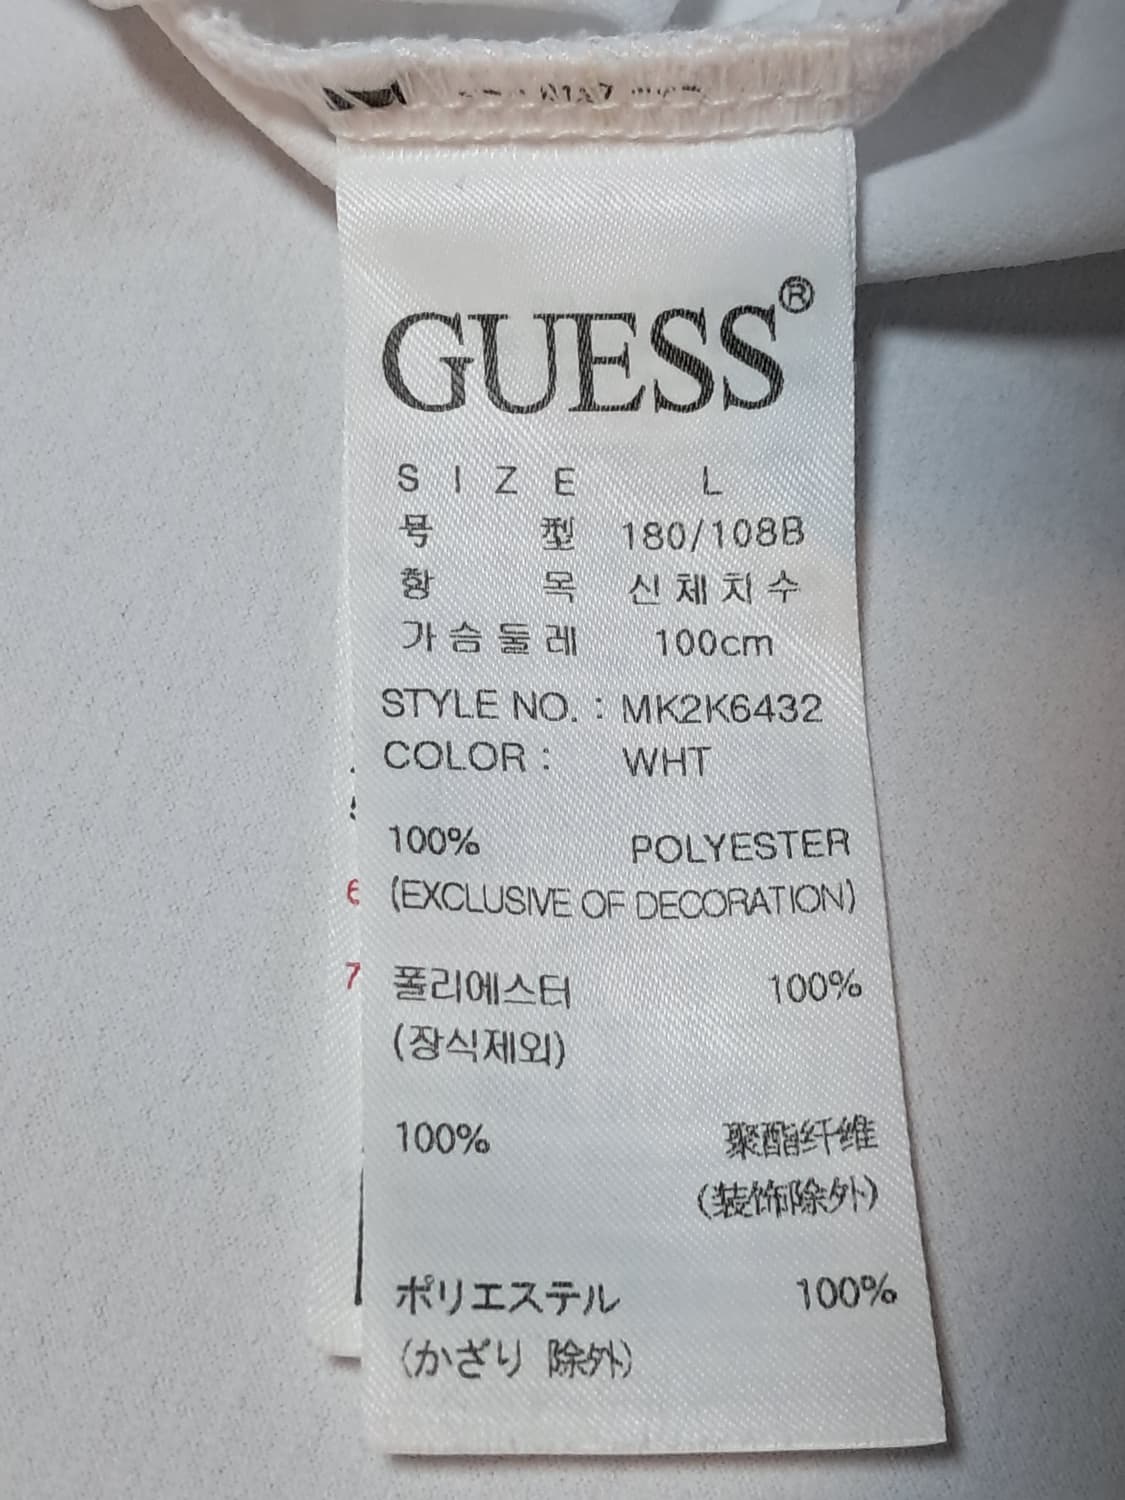 GUESS®
SIZE L
号型 180/108B
항목 신체치수
가슴둘레 100cm
STYLE NO. : MK2K6432
COLOR : WHT
100% POLYESTER
(EXCLUSIVE OF DECORATION)
폴리에스터 100%
(장식제외)
100% 聚酯纤维
(装饰除外)
ポリエステル 100%
(かざり 除外)
6
7